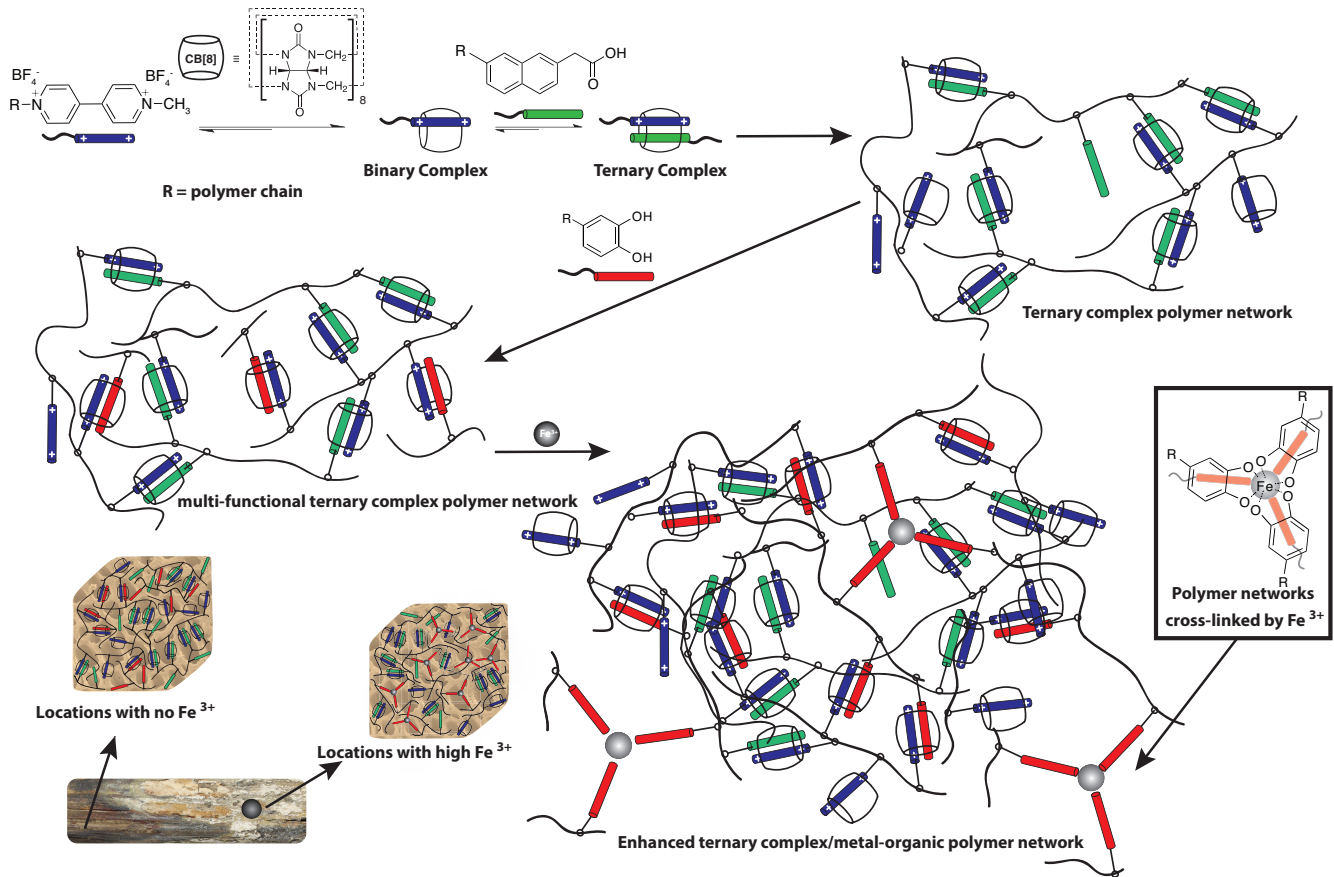 BF4-
R
N
+
+
N
CH3
BF4-
CB[8]
≡
O
N
N
CH2
H
H
N
N
CH2
O
8
R
OH
O
Binary Complex
Ternary Complex
R = polymer chain
R
OH
OH
Ternary complex polymer network
multi-functional ternary complex polymer network
Fe3+
R
R
O
O
O
Fe
O
O
O
R
Polymer networks
cross-linked by Fe 3+
Locations with no Fe 3+
Locations with high Fe 3+
Enhanced ternary complex/metal-organic polymer network